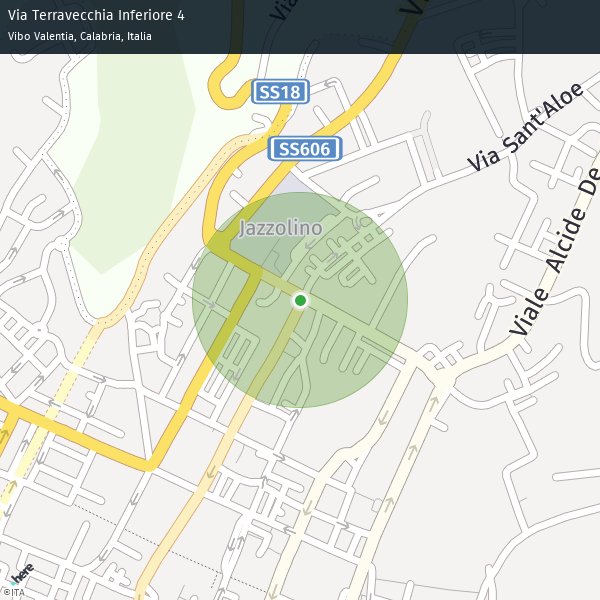 Via Terravecchia Inferiore 4
Vibo Valentia, Calabria, Italia
Via
V
SS18
SS606
Via Sant'Aloe
Jazzolino
Viale Alcide De
here
©ITA